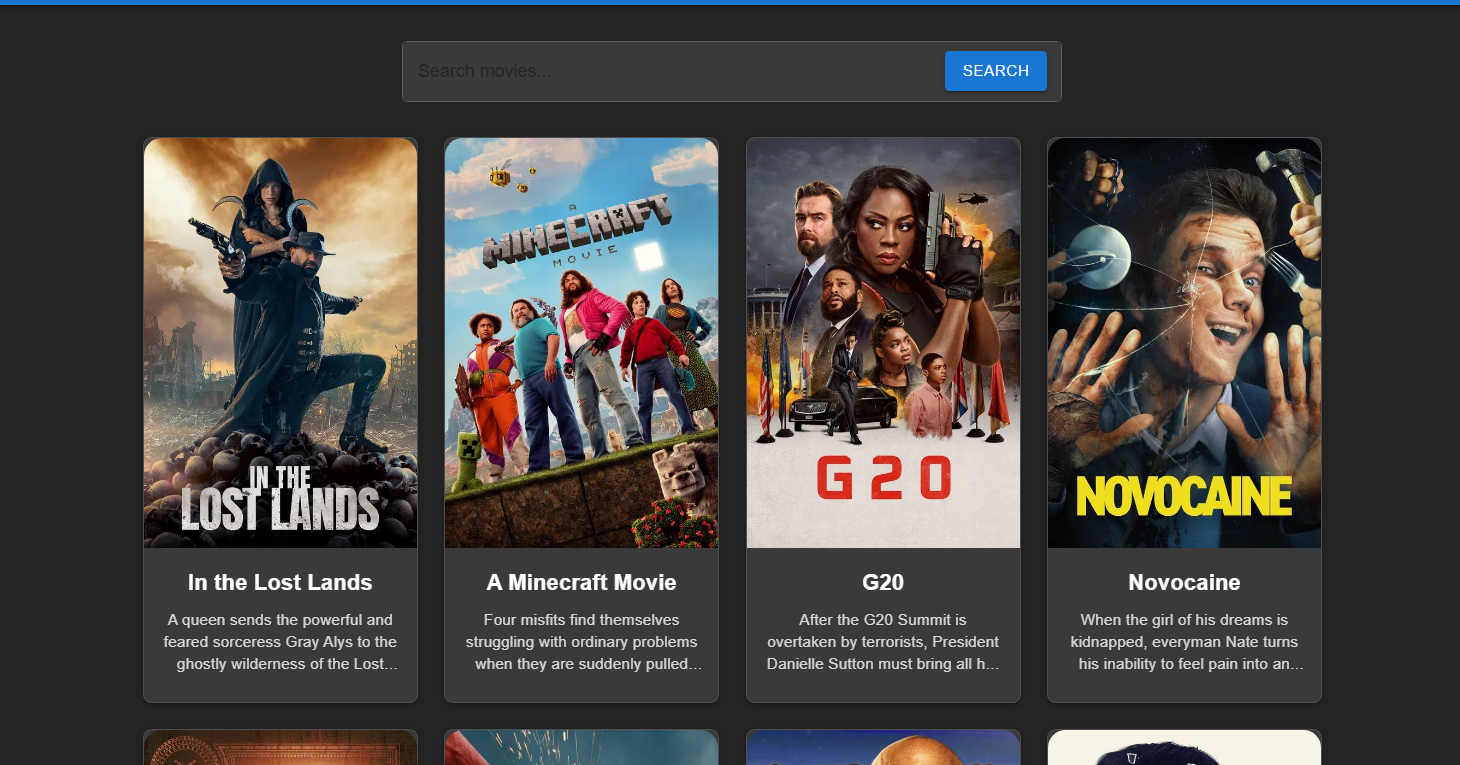 Search movies...
SEARCH
IN THE
LOST LANDS
A
MINECRAFT
MOVIE
G20
NOVOCAINE
In the Lost Lands
A queen sends the powerful and
feared sorceress Gray Alys to the
ghostly wilderness of the Lost...
A Minecraft Movie
Four misfits find themselves
struggling with ordinary problems
when they are suddenly pulled...
G20
After the G20 Summit is
overtaken by terrorists, President
Danielle Sutton must bring all h...
Novocaine
When the girl of his dreams is
kidnapped, everyman Nate turns
his inability to feel pain into an...